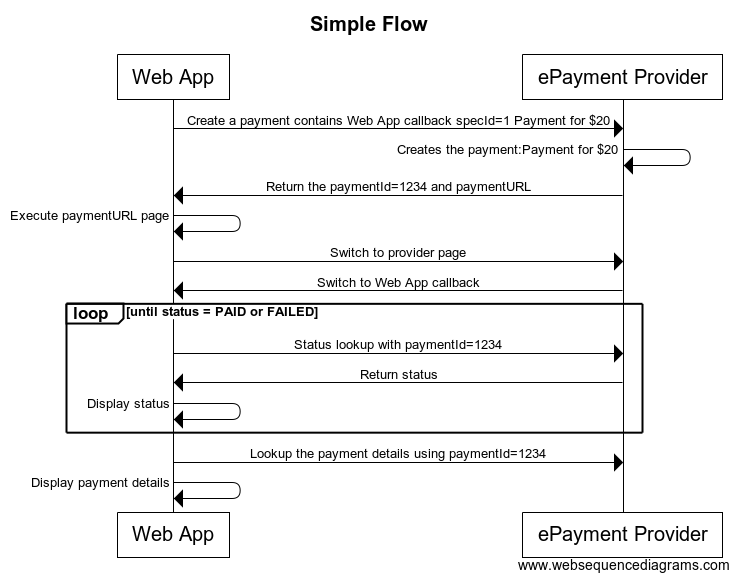 Simple Flow
Web App
ePayment Provider
Create a payment contains Web App callback specId=1 Payment for $20
Creates the payment:Payment for $20
Return the paymentId=1234 and paymentURL
Execute paymentURL page
Switch to provider page
Switch to Web App callback
loop [until status = PAID or FAILED]
Status lookup with paymentId=1234
Return status
Display status
Lookup the payment details using paymentId=1234
Display payment details
Web App
ePayment Provider
www.websequencediagrams.com